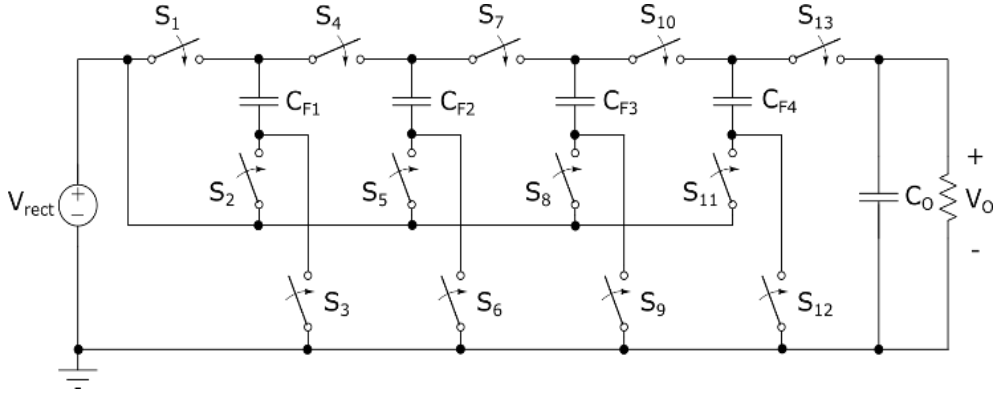 S1 S4 S7 S10 S13
CF1 CF2 CF3 CF4
S2 S5 S8 S11
Vrect + − CO + VO -
S3 S6 S9 S12